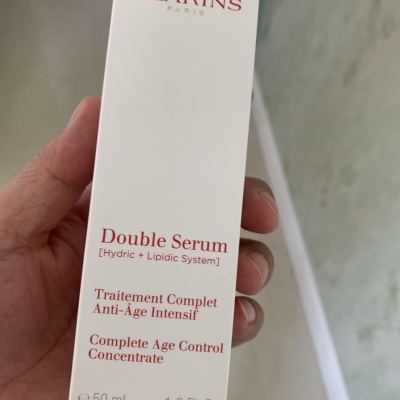 PARIS
Double Serum
[Hydric + Lipidic System]
Traitement Complet
Anti-Âge Intensif
Complete Age Control
Concentrate
50 ml